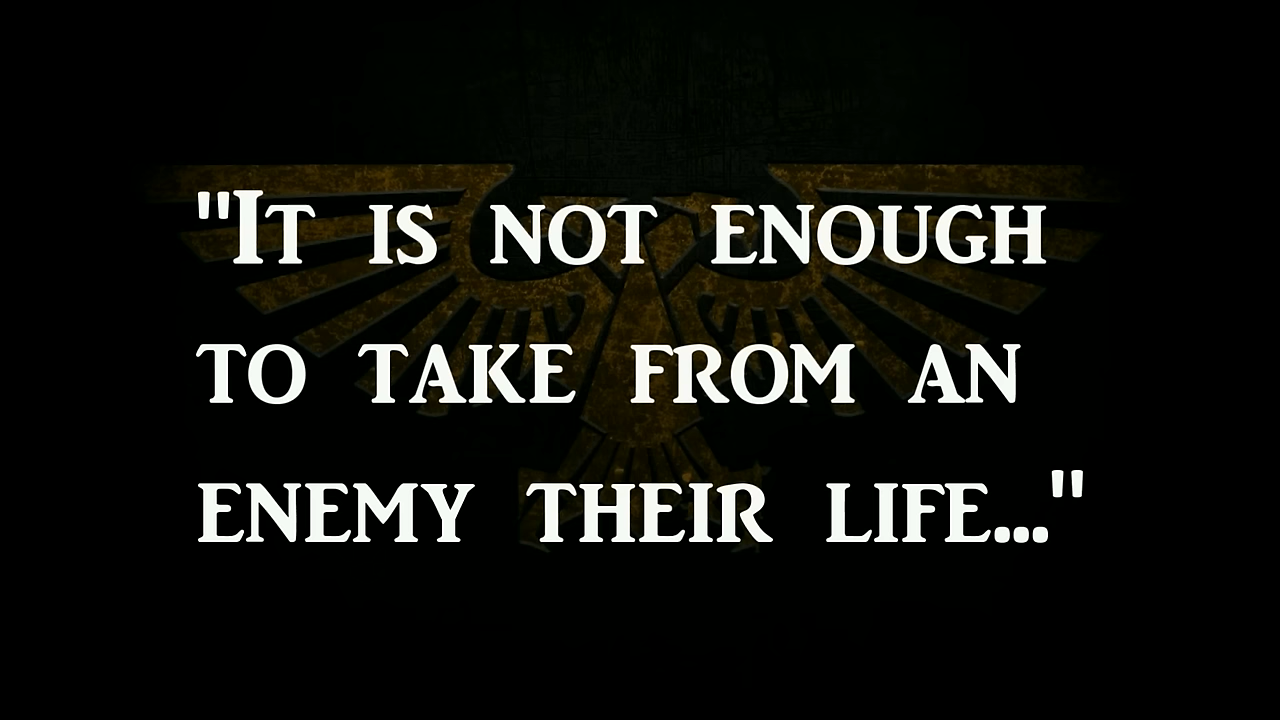 "It is not enough
to take from an
enemy their life..."